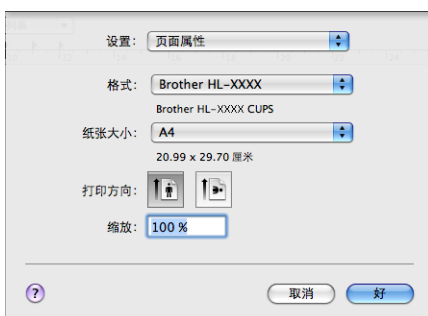 设置： 页面属性
格式： Brother HL-XXXX
Brother HL-XXXX CUPS
纸张大小： A4
20.99 x 29.70 厘米
打印方向：
缩放： 100 %
? 取消 好